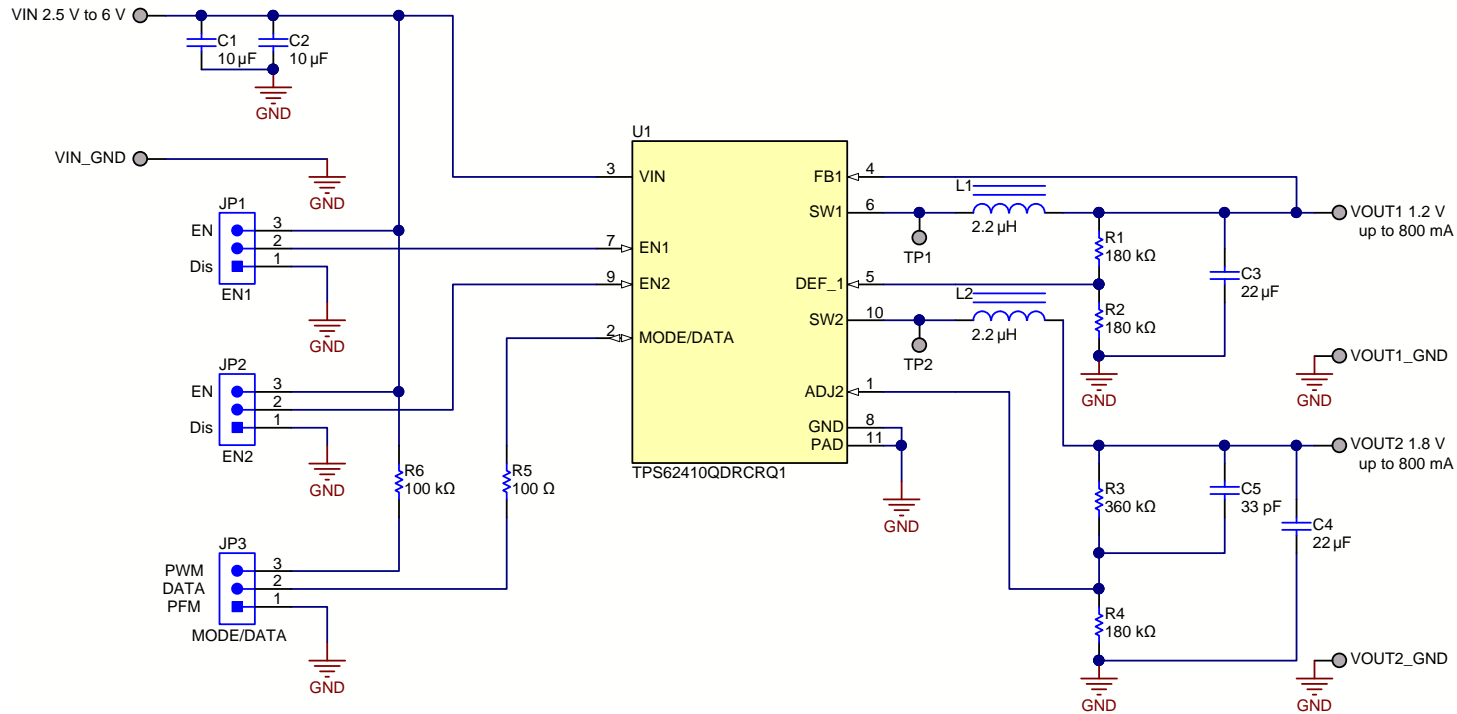 VIN 2.5 V to 6 V
C1
10 µF
C2
10 µF
GND
VIN_GND
GND
JP1
EN
Dis
3
2
1
EN1
GND
JP2
EN
Dis
3
2
1
EN2
GND
R6
100 kΩ
R5
100 Ω
JP3
PWM
DATA
PFM
3
2
1
MODE/DATA
GND
U1
3
VIN
7
EN1
9
EN2
2
MODE/DATA
FB1
4
SW1
6
DEF_1
5
SW2
10
ADJ2
1
GND
8
PAD
11
TPS62410QDRCRQ1
GND
L1
2.2 µH
TP1
L2
2.2 µH
TP2
R1
180 kΩ
R2
180 kΩ
C3
22 µF
GND
VOUT1 1.2 V
up to 800 mA
VOUT1_GND
GND
VOUT2 1.8 V
up to 800 mA
R3
360 kΩ
C5
33 pF
C4
22 µF
R4
180 kΩ
GND
VOUT2_GND
GND